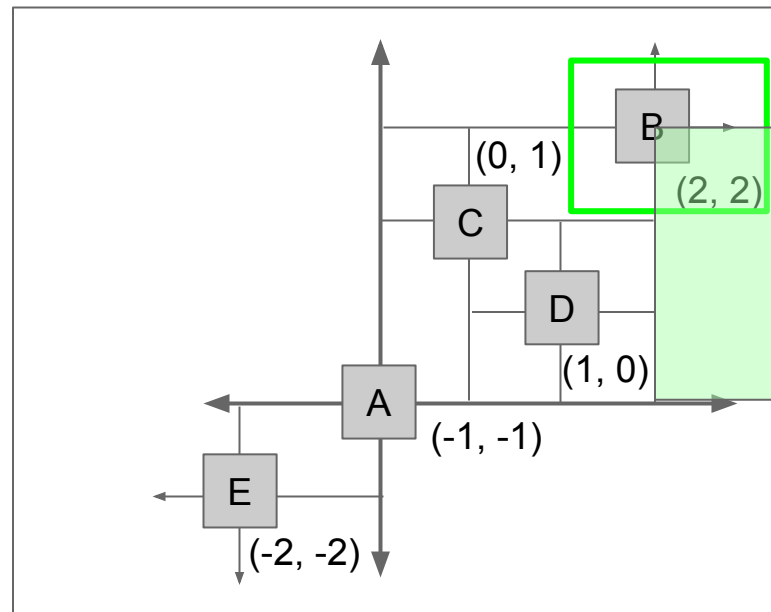 B
(0, 1)
(2, 2)
C
D
(1, 0)
A
(-1, -1)
E
(-2, -2)